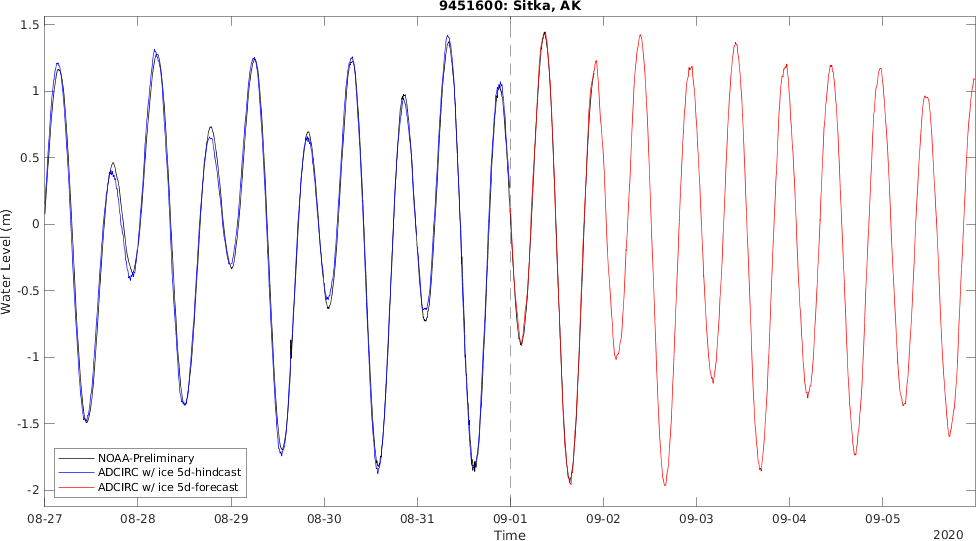 9451600: Sitka, AK
Water Level (m)
1.5
1
0.5
0
-0.5
-1
-1.5
-2
NOAA-Preliminary
ADCIRC w/ ice 5d-hindcast
ADCIRC w/ ice 5d-forecast
08-27 08-28 08-29 08-30 08-31 09-01 09-02 09-03 09-04 09-05
Time
2020